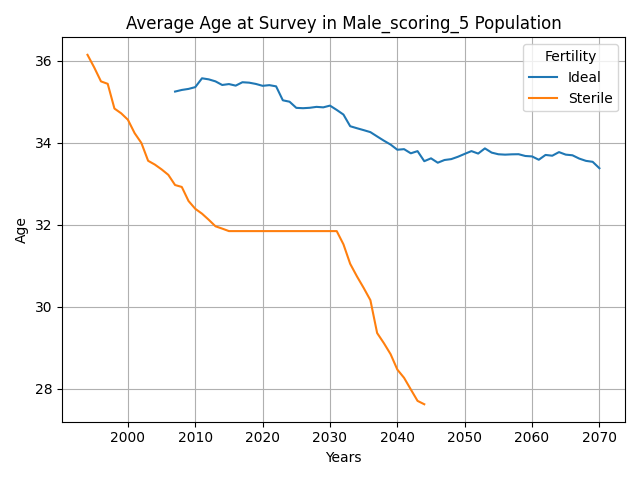 Average Age at Survey in Male_scoring_5 Population
Fertility
Ideal
Sterile
Age
36
34
32
30
28
2000 2010 2020 2030 2040 2050 2060 2070
Years